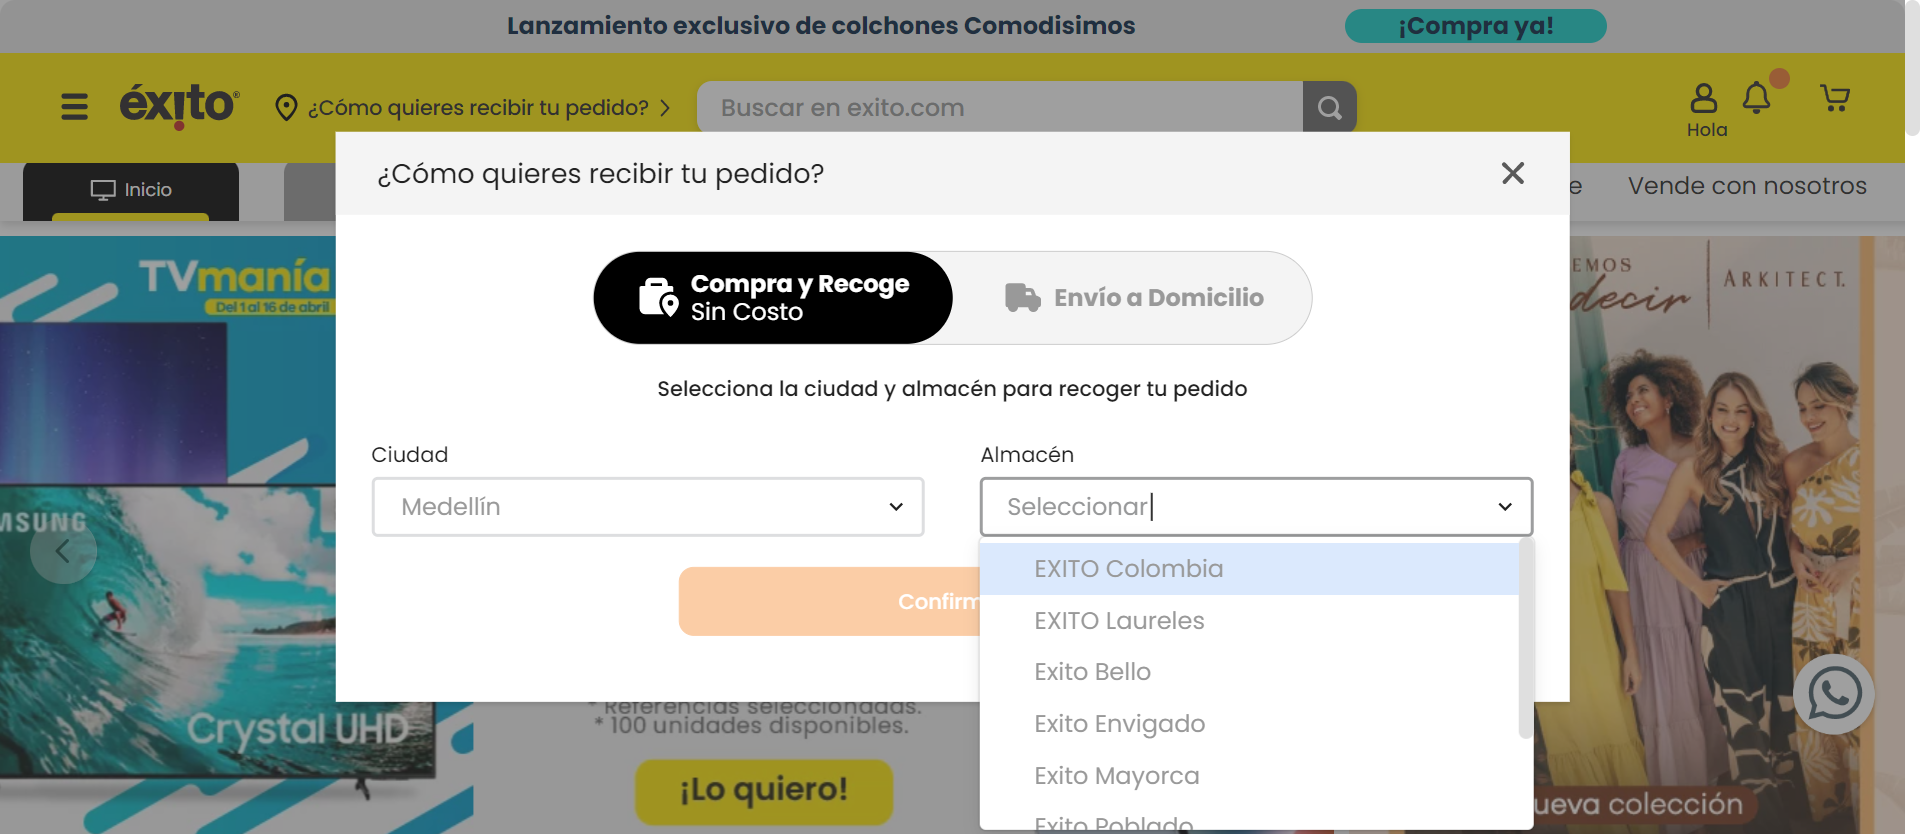 Lanzamiento exclusivo de colchones Comodisimos
¡Compra ya!
éxito
¿Cómo quieres recibir tu pedido?
Buscar en exito.com
Hola
Inicio
Vende con nosotros
¿Cómo quieres recibir tu pedido?
Compra y Recoge
Sin Costo
Envío a Domicilio
Selecciona la ciudad y almacén para recoger tu pedido
Ciudad
Almacén
Medellín
Seleccionar
EXITO Colombia
EXITO Laureles
Exito Bello
Exito Envigado
Exito Mayorca
Exito Poblado
Confirm
TVmanía
Del 1 al 16 de abril
MSUNG
Crystal UHD
* Referencias seleccionadas.
* 100 unidades disponibles.
¡Lo quiero!
EMOS
decir
ARKITECT.
ueva colección